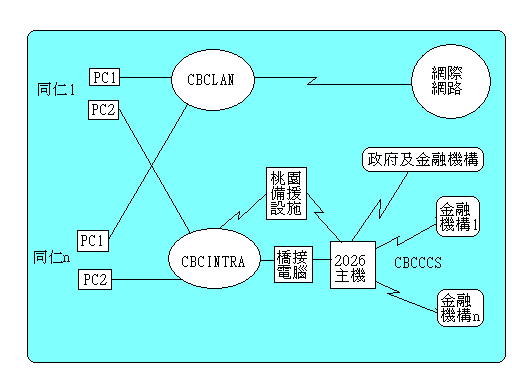 同仁1
PC1
PC2
CBCLAN
網際
網路
政府及金融機構
桃園
備援
設施
金融
機構1
同仁n
PC1
PC2
CBCINTRA
橋接
電腦
2026
主機
CBCCCS
金融
機構n